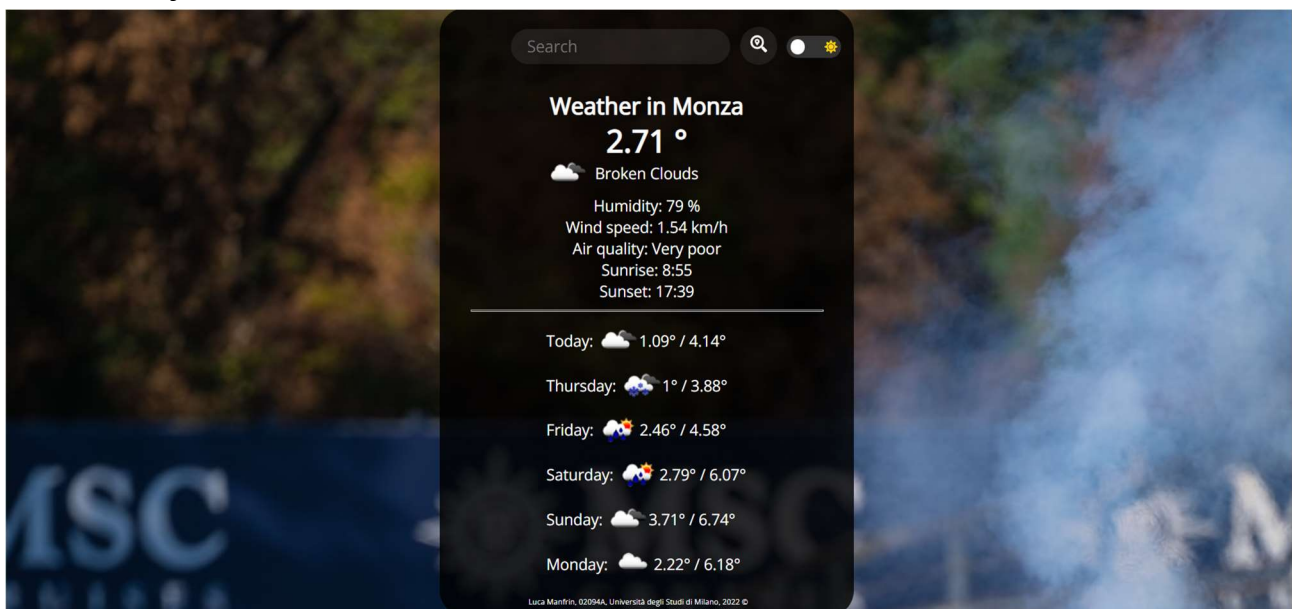 Search
Weather in Monza
2.71 °
Broken Clouds
Humidity: 79 %
Wind speed: 1.54 km/h
Air quality: Very poor
Sunrise: 8:55
Sunset: 17:39
Today: 1.09° / 4.14°
Thursday: 1° / 3.88°
Friday: 2.46° / 4.58°
Saturday: 2.79° / 6.07°
Sunday: 3.71° / 6.74°
Monday: 2.22° / 6.18°
MSC
MSC
Luca Manfrin, 02094A, Università degli Studi di Milano, 2022 ©